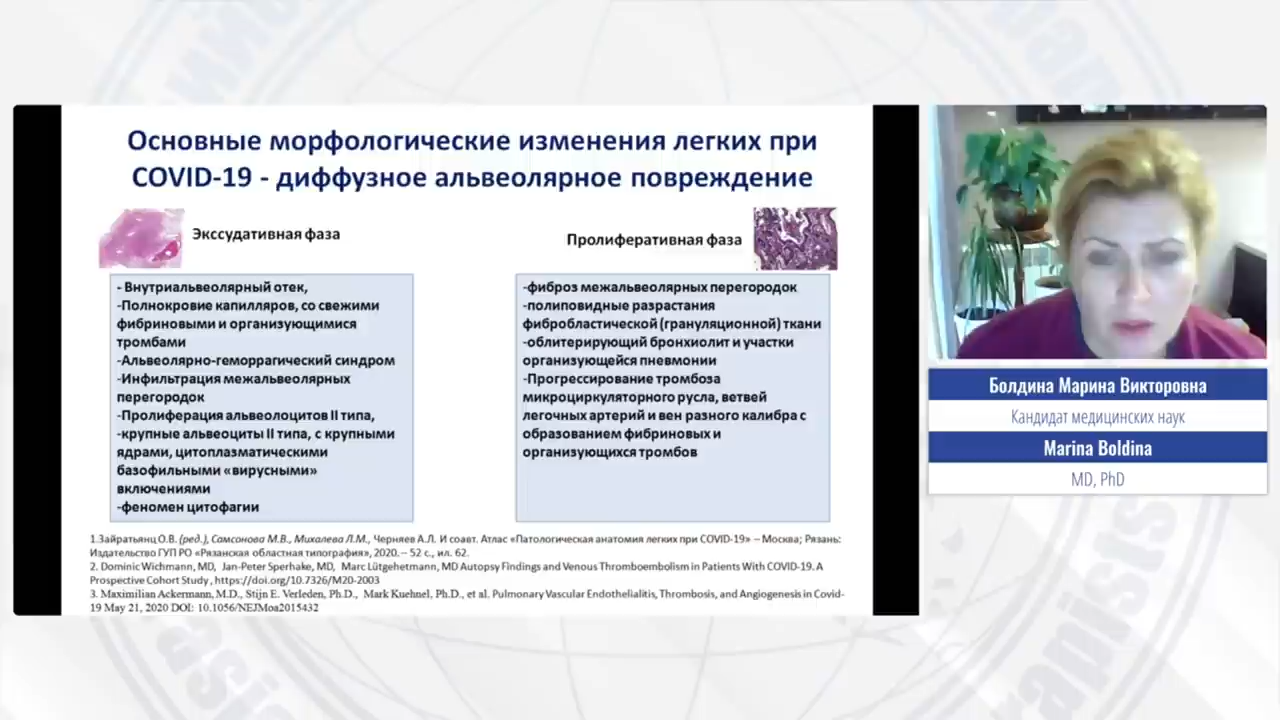 Основные морфологические изменения легких при
COVID-19 - диффузное альвеолярное повреждение
Экссудативная фаза
- Внутриальвеолярный отек,
-Полнокровие капилляров, со свежими
фибриновыми и организующимися
тромбами
-Альвеолярно-геморрагический синдром
-Инфильтрация межальвеолярных
перегородок
-Пролиферация альвеолоцитов II типа,
-крупные альвеоциты II типа, с крупными
ядрами, цитоплазматическими
базофильными «вирусными»
включениями
-феномен цитофагии
Пролиферативная фаза
-фиброз межальвеолярных перегородок
-полиповидные разрастания
фибробластической (грануляционной) ткани
-облитерирующий бронхиолит и участки
организующейся пневмонии
-Прогрессирование тромбоза
микроциркуляторного русла, ветвей
легочных артерий и вен разного калибра с
образованием фибриновых и
организующихся тромбов
1.Зайратьянц О.В. (ред.), Самсонова М.В., Михалева Л.М., Черняев А.Л. И соавт. Атлас «Патологическая анатомия легких при COVID-19» – Москва; Рязань:
Издательство ГУП РО «Рязанская областная типография», 2020. – 52 с., ил. 62.
2. Dominic Wichmann, MD, Jan-Peter Sperhake, MD, Marc Lütgehetmann, MD Autopsy Findings and Venous Thromboembolism in Patients With COVID-19. A
Prospective Cohort Study , https://doi.org/10.7326/M20-2003
3. Maximilian Ackermann, M.D., Stijn E. Verleden, Ph.D., Mark Kuehnel, Ph.D., et al. Pulmonary Vascular Endothelialitis, Thrombosis, and Angiogenesis in Covid-
19 May 21, 2020 DOI: 10.1056/NEJMoa2015432
Болдина Марина Викторовна
Кандидат медицинских наук
Marina Boldina
MD, PhD